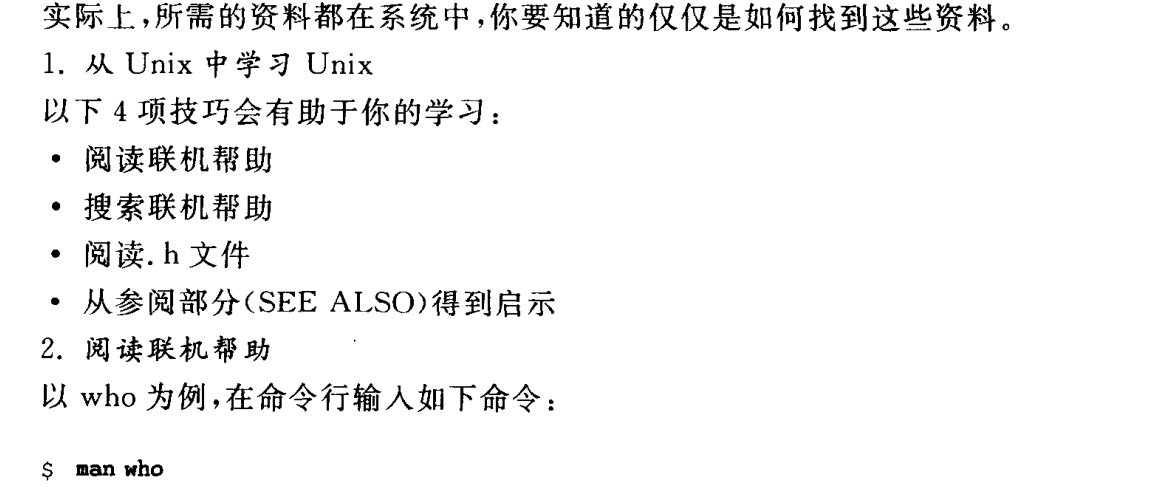 实际上,所需的资料都在系统中,你要知道的仅仅是如何找到这些资料。
1. 从 Unix 中学习 Unix
以下 4 项技巧会有助于你的学习:
• 阅读联机帮助
• 搜索联机帮助
• 阅读. h 文件
• 从参阅部分(SEE ALSO)得到启示
2. 阅读联机帮助
以 who 为例,在命令行输入如下命令:
$ man who